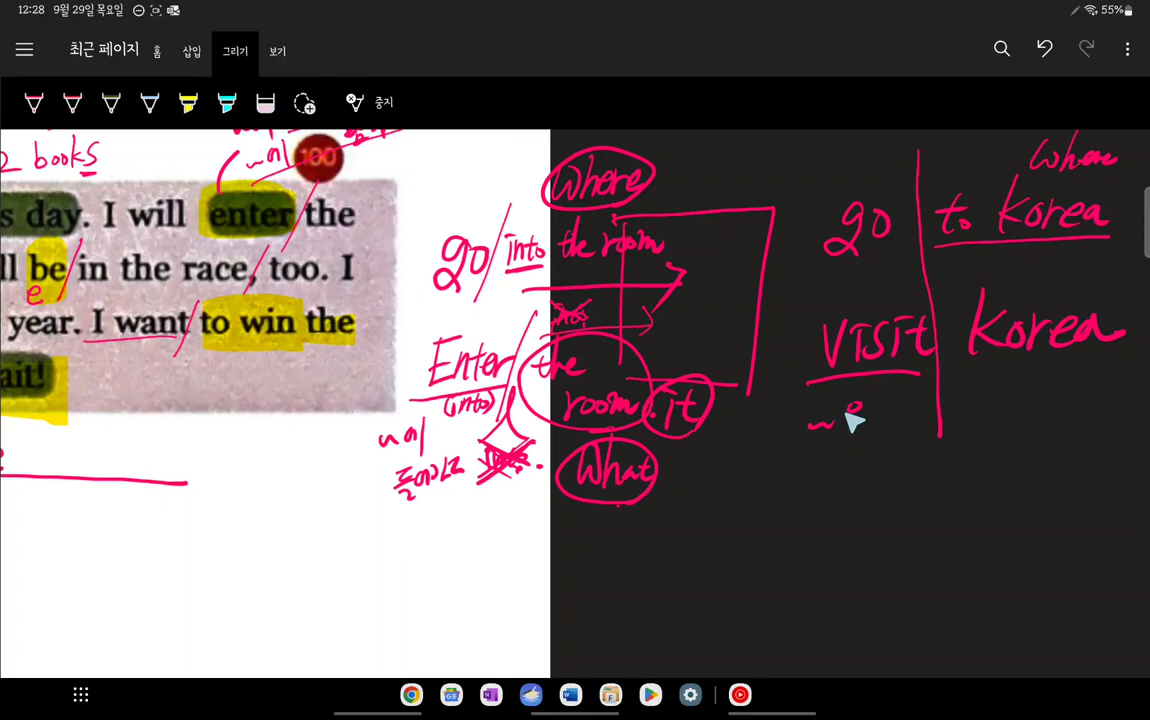 12:28 9월 29일 목요일 55%
최근 페이지 홈 삽입 그리기 보기
중지
2 books ~에 100
s day. I will enter the
ll be in the race, too. I
e
year. I want to win the
ait!
Where
go / into the room
Enter / the
(into) room. it
~에
들어가다
What
where
go to Korea
visit Korea
~